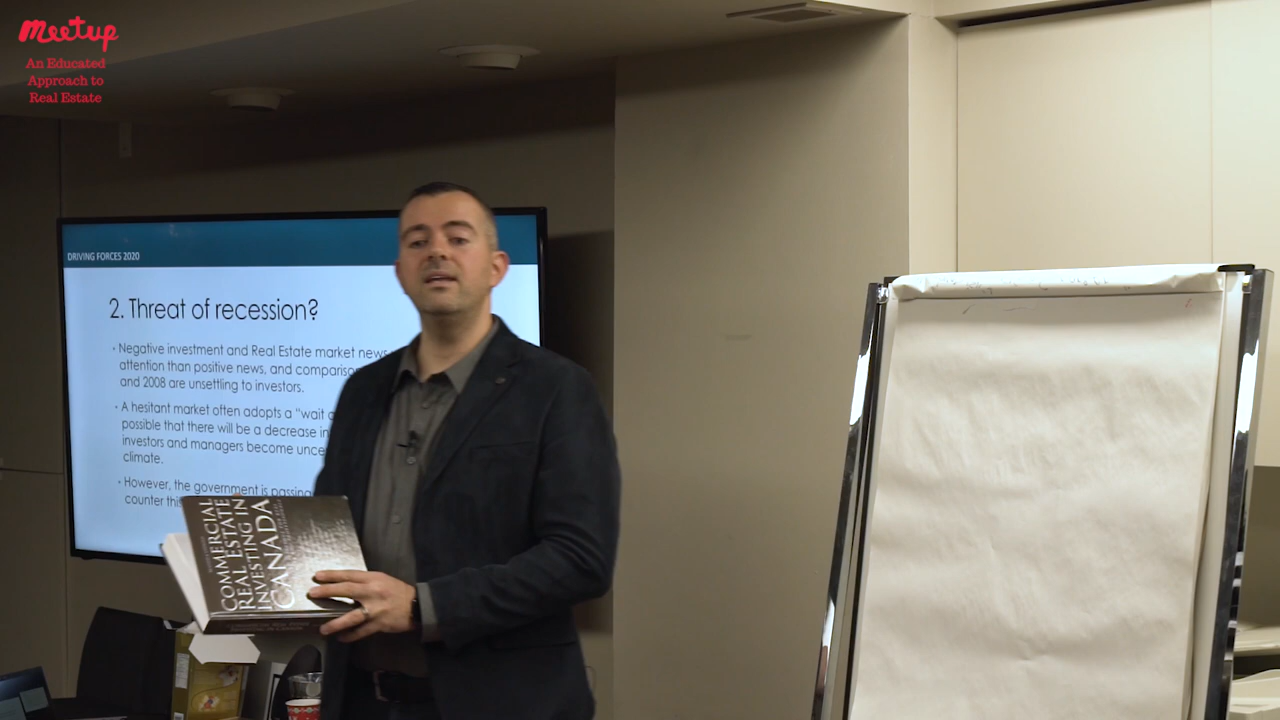 Meetup
An Educated
Approach to
Real Estate
DRIVING FORCES 2020
2. Threat of recession?
• Negative investment and Real Estate market news
attention than positive news, and comparison
and 2008 are unsettling to investors.
• A hesitant market often adopts a "wait
possible that there will be a decrease in
investors and managers become unce
climate.
• However, the government is passing
counter this
COMMERCIAL
REAL ESTATE
INVESTING IN
CANADA